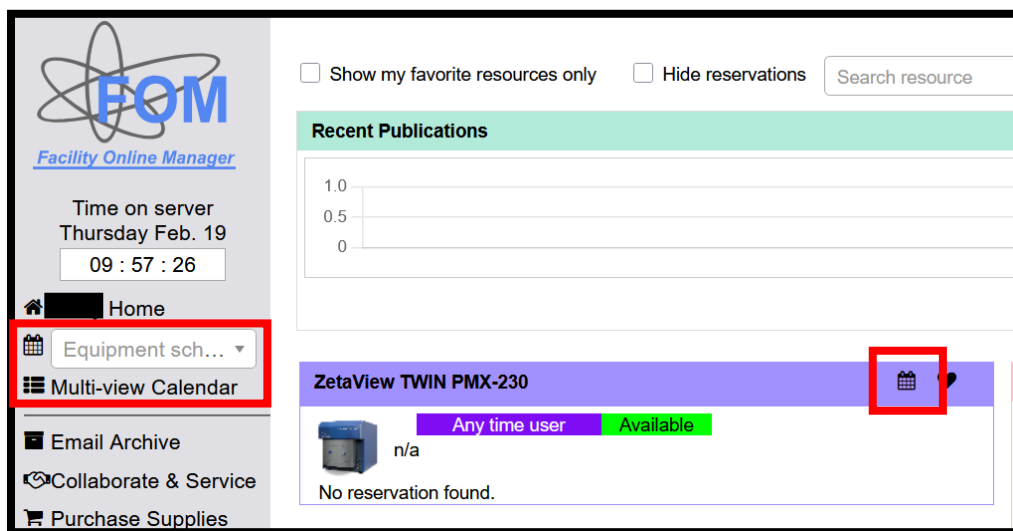 FOM
Facility Online Manager
Time on server
Thursday Feb. 19
09 : 57 : 26
Home
Equipment sch...
Multi-view Calendar
Email Archive
Collaborate & Service
Purchase Supplies
Show my favorite resources only
Hide reservations
Search resource
Recent Publications
1.0
0.5
0
ZetaView TWIN PMX-230
Any time user
Available
n/a
No reservation found.